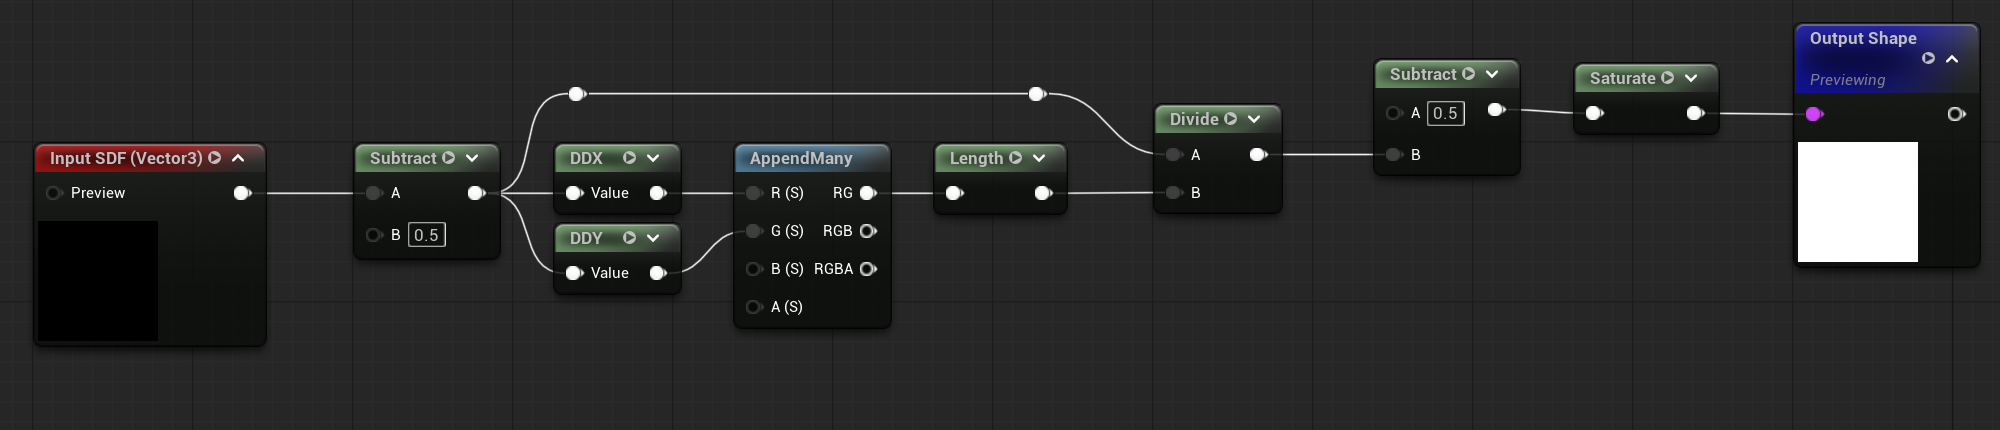 Input SDF (Vector3)
Preview
Subtract
A
B 0.5
DDX
Value
DDY
Value
AppendMany
R (S) RG
G (S) RGB
B (S) RGBA
A (S)
Length
Divide
A
B
Subtract
A 0.5
B
Saturate
Output Shape
Previewing